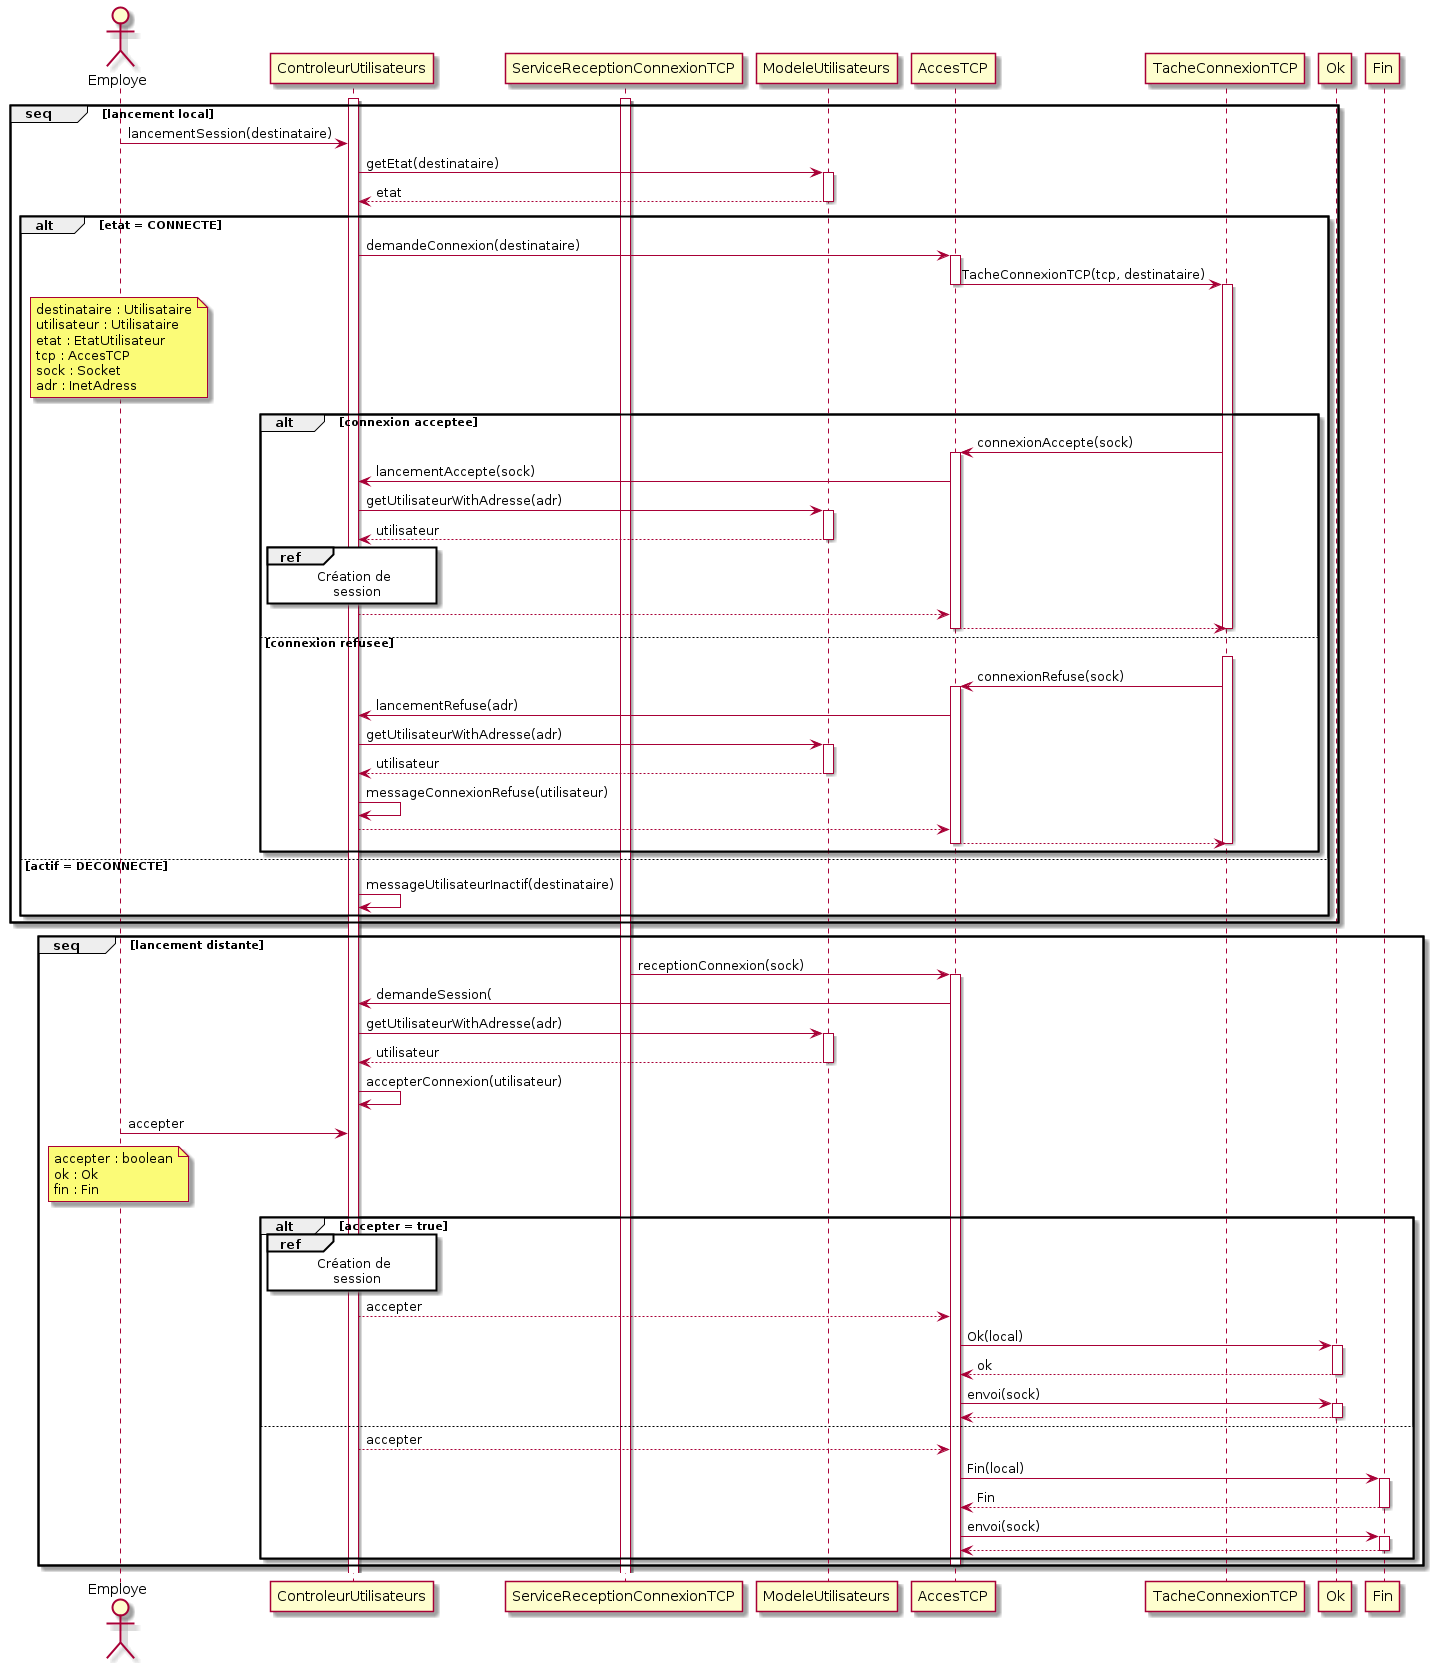 Employe
ControleurUtilisateurs
ServiceReceptionConnexionTCP
ModeleUtilisateurs
AccesTCP
TacheConnexionTCP
Ok
Fin
seq
[lancement local]
lancementSession(destinataire)
getEtat(destinataire)
etat
alt
[etat = CONNECTE]
demandeConnexion(destinataire)
TacheConnexionTCP(tcp, destinataire)
destinataire : Utilisataire
utilisateur : Utilisataire
etat : EtatUtilisateur
tcp : AccesTCP
sock : Socket
adr : InetAdress
alt
[connexion acceptee]
connexionAccepte(sock)
lancementAccepte(sock)
getUtilisateurWithAdresse(adr)
utilisateur
ref
Création de
session
[connexion refusee]
connexionRefuse(sock)
lancementRefuse(adr)
getUtilisateurWithAdresse(adr)
utilisateur
messageConnexionRefuse(utilisateur)
[actif = DECONNECTE]
messageUtilisateurInactif(destinataire)
seq
[lancement distante]
receptionConnexion(sock)
demandeSession(
getUtilisateurWithAdresse(adr)
utilisateur
accepterConnexion(utilisateur)
accepter
accepter : boolean
ok : Ok
fin : Fin
alt
[accepter = true]
ref
Création de
session
accepter
Ok(local)
ok
envoi(sock)
accepter
Fin(local)
Fin
envoi(sock)
Employe
ControleurUtilisateurs
ServiceReceptionConnexionTCP
ModeleUtilisateurs
AccesTCP
TacheConnexionTCP
Ok
Fin